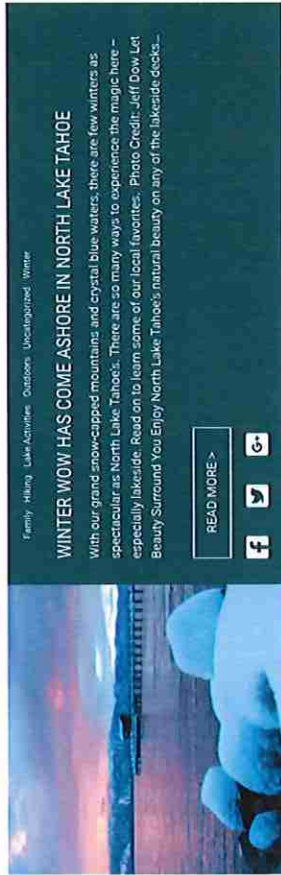 Family Hiking Lake Activities Outdoors Uncategorized Winter
WINTER WOW HAS COME ASHORE IN NORTH LAKE TAHOE
With our grand snow-capped mountains and crystal blue waters, there are few winters as
spectacular as North Lake Tahoe's. There are so many ways to experience the magic here –
especially lakeside. Read on to learn some of our local favorites. Photo Credit: Jeff Dow Let
Beauty Surround You Enjoy North Lake Tahoe's natural beauty on any of the lakeside decks...
READ MORE >
f
G+